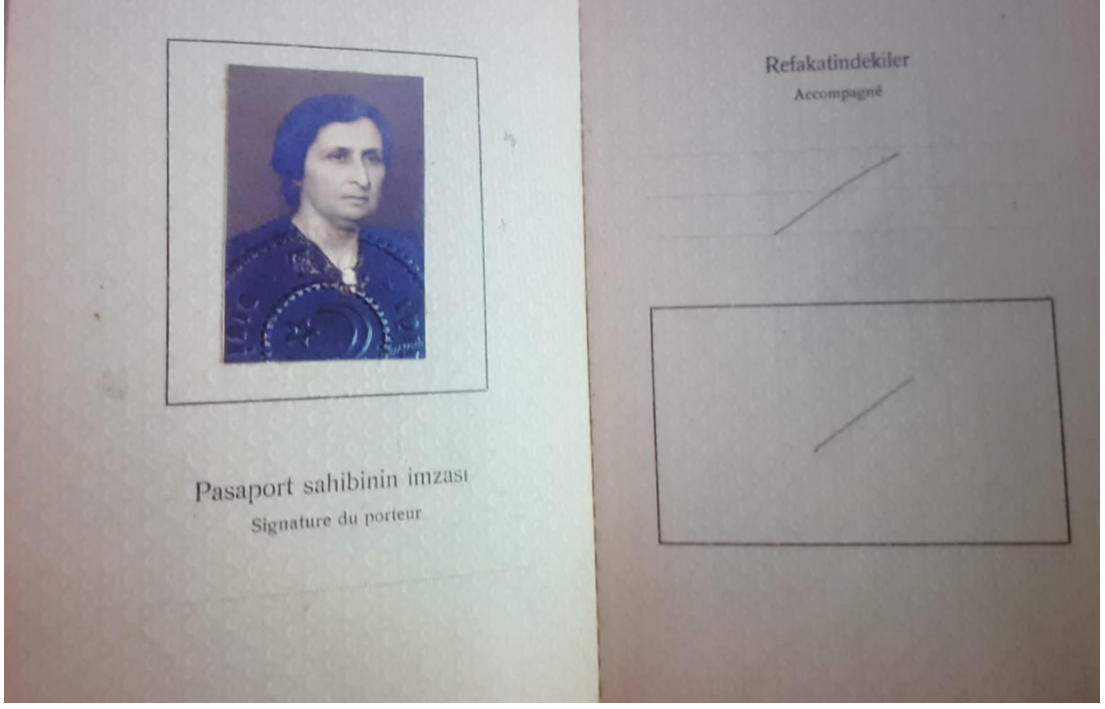 Pasaport sahibinin imzası
Signature du porteur
Refakatindekiler
Accompagné